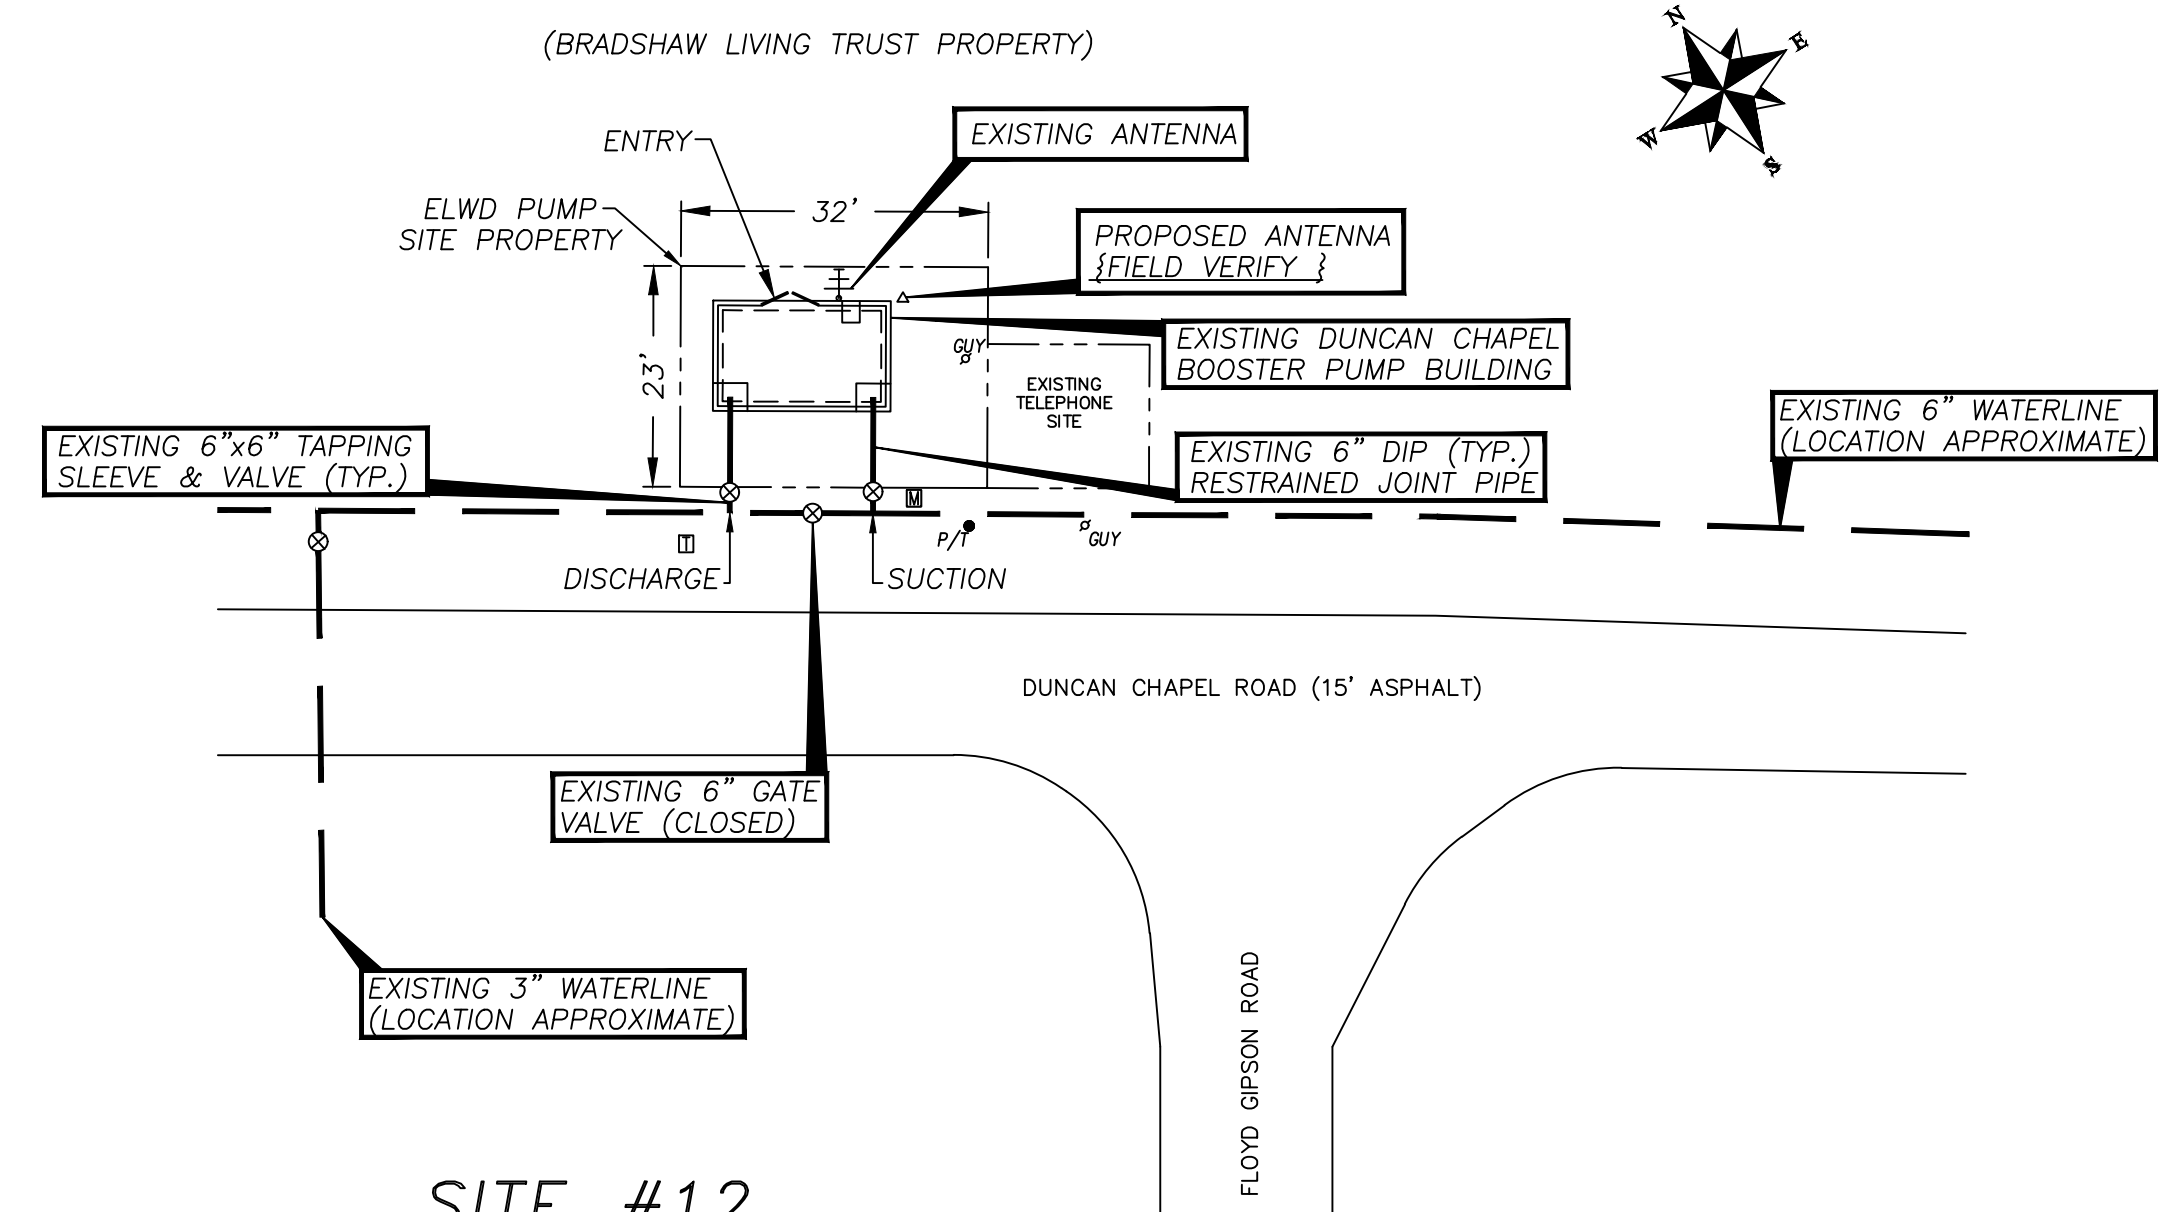 (BRADSHAW LIVING TRUST PROPERTY)
N
E
W
S
ENTRY
EXISTING ANTENNA
ELWD PUMP
SITE PROPERTY
32'
PROPOSED ANTENNA
{FIELD VERIFY }
23'
GUY
EXISTING DUNCAN CHAPEL
BOOSTER PUMP BUILDING
EXISTING
TELEPHONE
SITE
EXISTING 6" WATERLINE
(LOCATION APPROXIMATE)
EXISTING 6"x6" TAPPING
SLEEVE & VALVE (TYP.)
EXISTING 6" DIP (TYP.)
RESTRAINED JOINT PIPE
M
T
P/T
GUY
DISCHARGE
SUCTION
DUNCAN CHAPEL ROAD (15' ASPHALT)
EXISTING 6" GATE
VALVE (CLOSED)
EXISTING 3" WATERLINE
(LOCATION APPROXIMATE)
FLOYD GIPSON ROAD
SITE #12